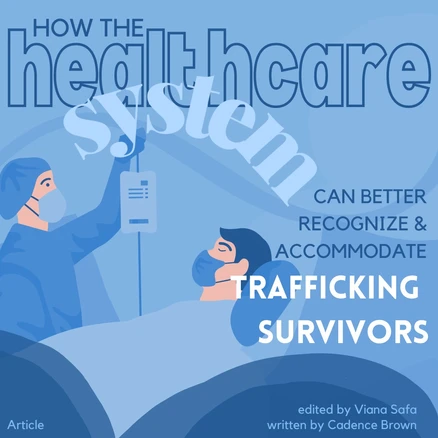 HOW THE
healthcare
system
CAN BETTER
RECOGNIZE &
ACCOMMODATE
TRAFFICKING
SURVIVORS
edited by Viana Safa
Article
written by Cadence Brown